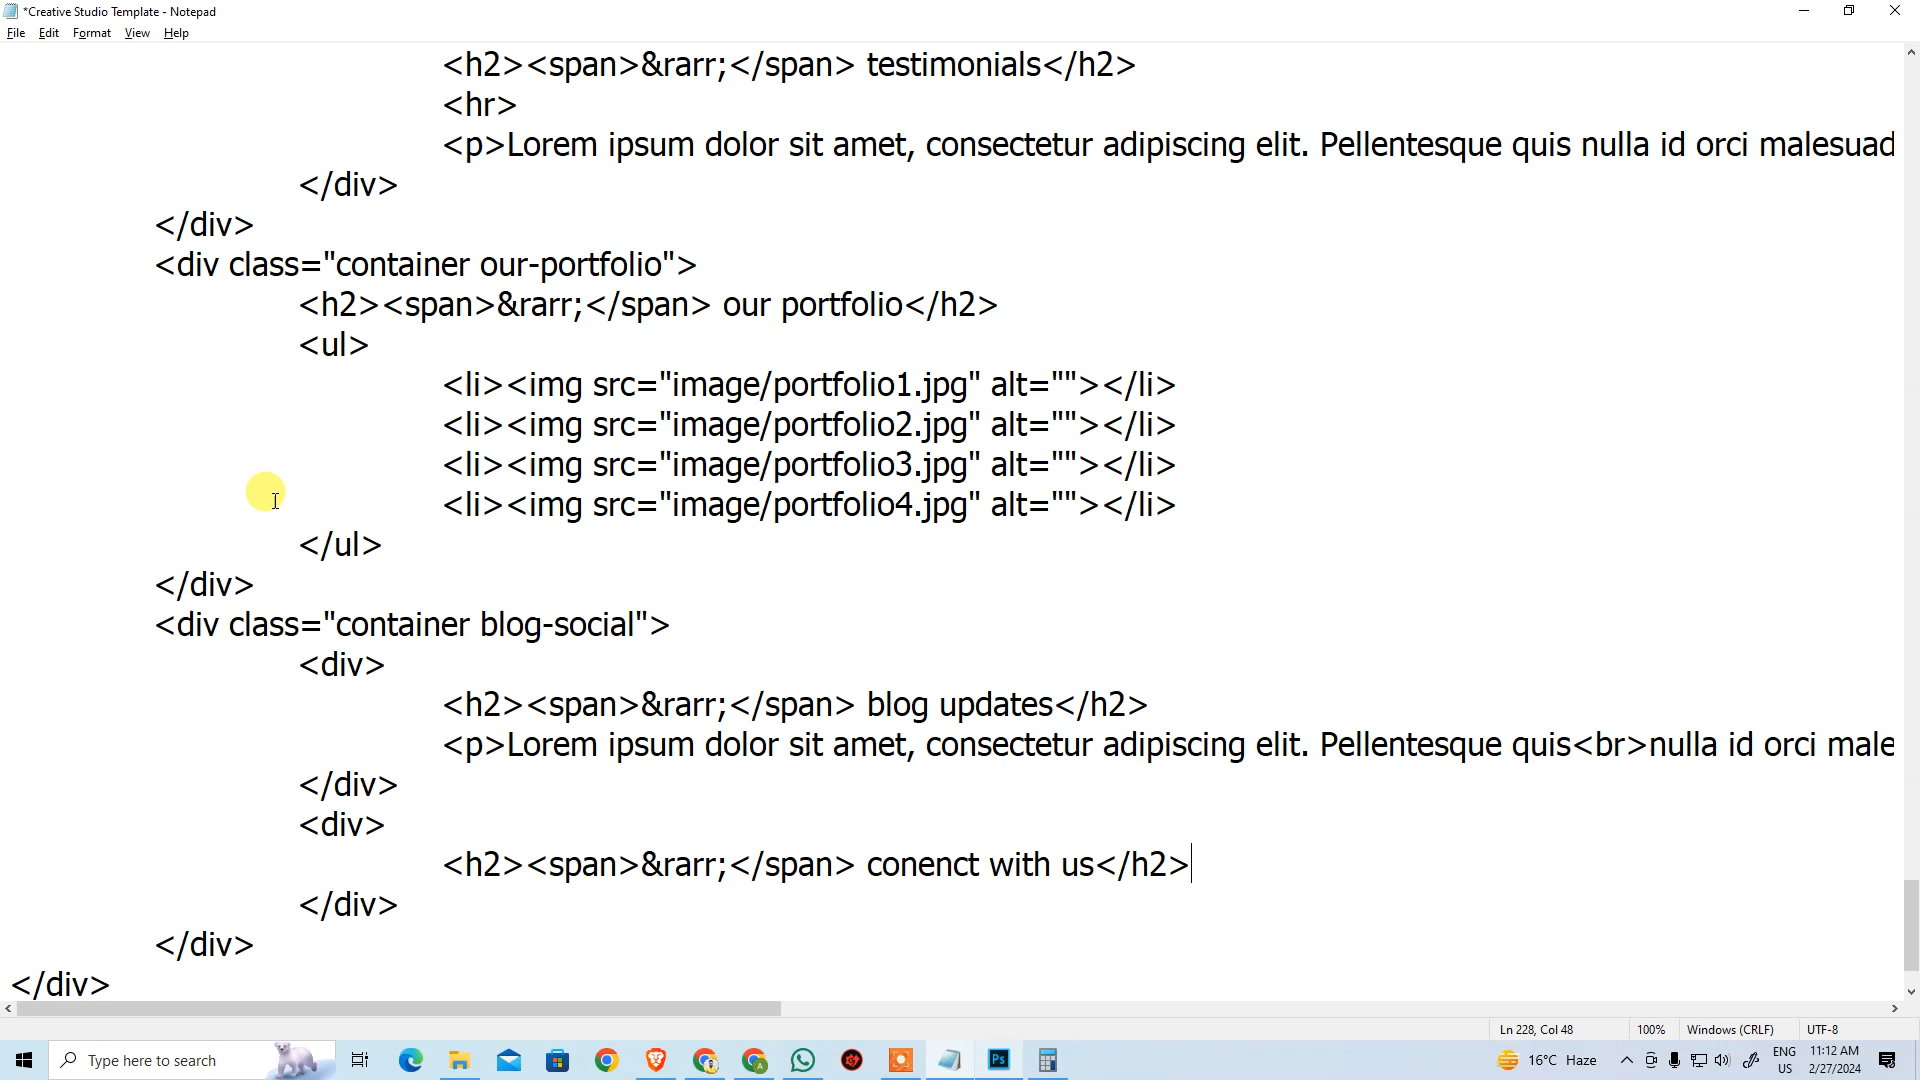 *Creative Studio Template - Notepad
File Edit Format View Help
<h2><span>&rarr;</span> testimonials</h2>
<hr>
<p>Lorem ipsum dolor sit amet, consectetur adipiscing elit. Pellentesque quis nulla id orci malesuad
</div>
</div>
<div class="container our-portfolio">
<h2><span>&rarr;</span> our portfolio</h2>
<ul>
<li><img src="image/portfolio1.jpg" alt=""></li>
<li><img src="image/portfolio2.jpg" alt=""></li>
<li><img src="image/portfolio3.jpg" alt=""></li>
<li><img src="image/portfolio4.jpg" alt=""></li>
</ul>
</div>
<div class="container blog-social">
<div>
<h2><span>&rarr;</span> blog updates</h2>
<p>Lorem ipsum dolor sit amet, consectetur adipiscing elit. Pellentesque quis<br>nulla id orci male
</div>
<div>
<h2><span>&rarr;</span> conenct with us</h2>
</div>
</div>
</div>
Ln 228, Col 48 100% Windows (CRLF) UTF-8
Type here to search
Ps
16°C Haze
ENG
US
11:12 AM
2/27/2024